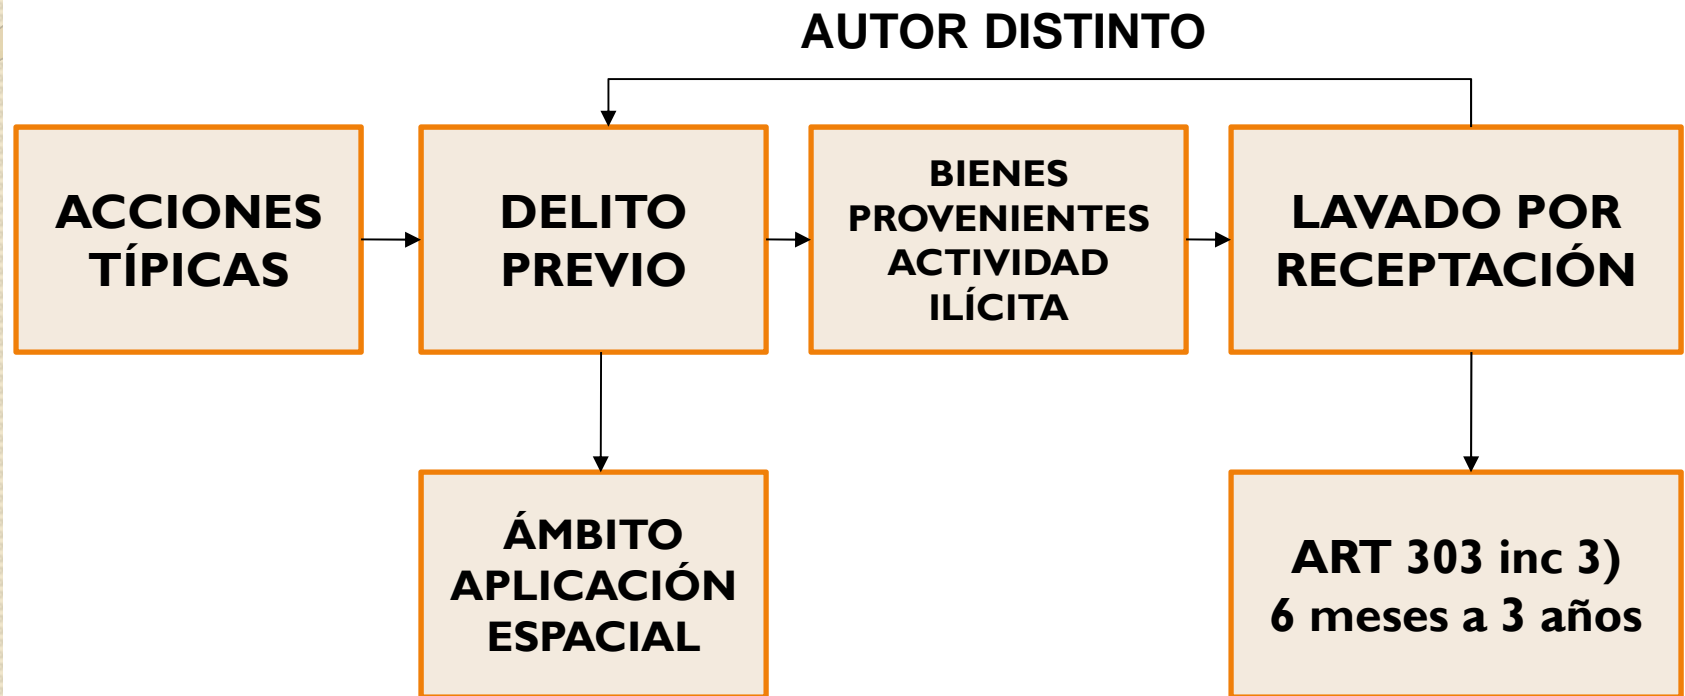 AUTOR DISTINTO
ACCIONES
TÍPICAS
DELITO
PREVIO
BIENES
PROVENIENTES
ACTIVIDAD
ILÍCITA
LAVADO POR
RECEPTACIÓN
ÁMBITO
APLICACIÓN
ESPACIAL
ART 303 inc 3)
6 meses a 3 años